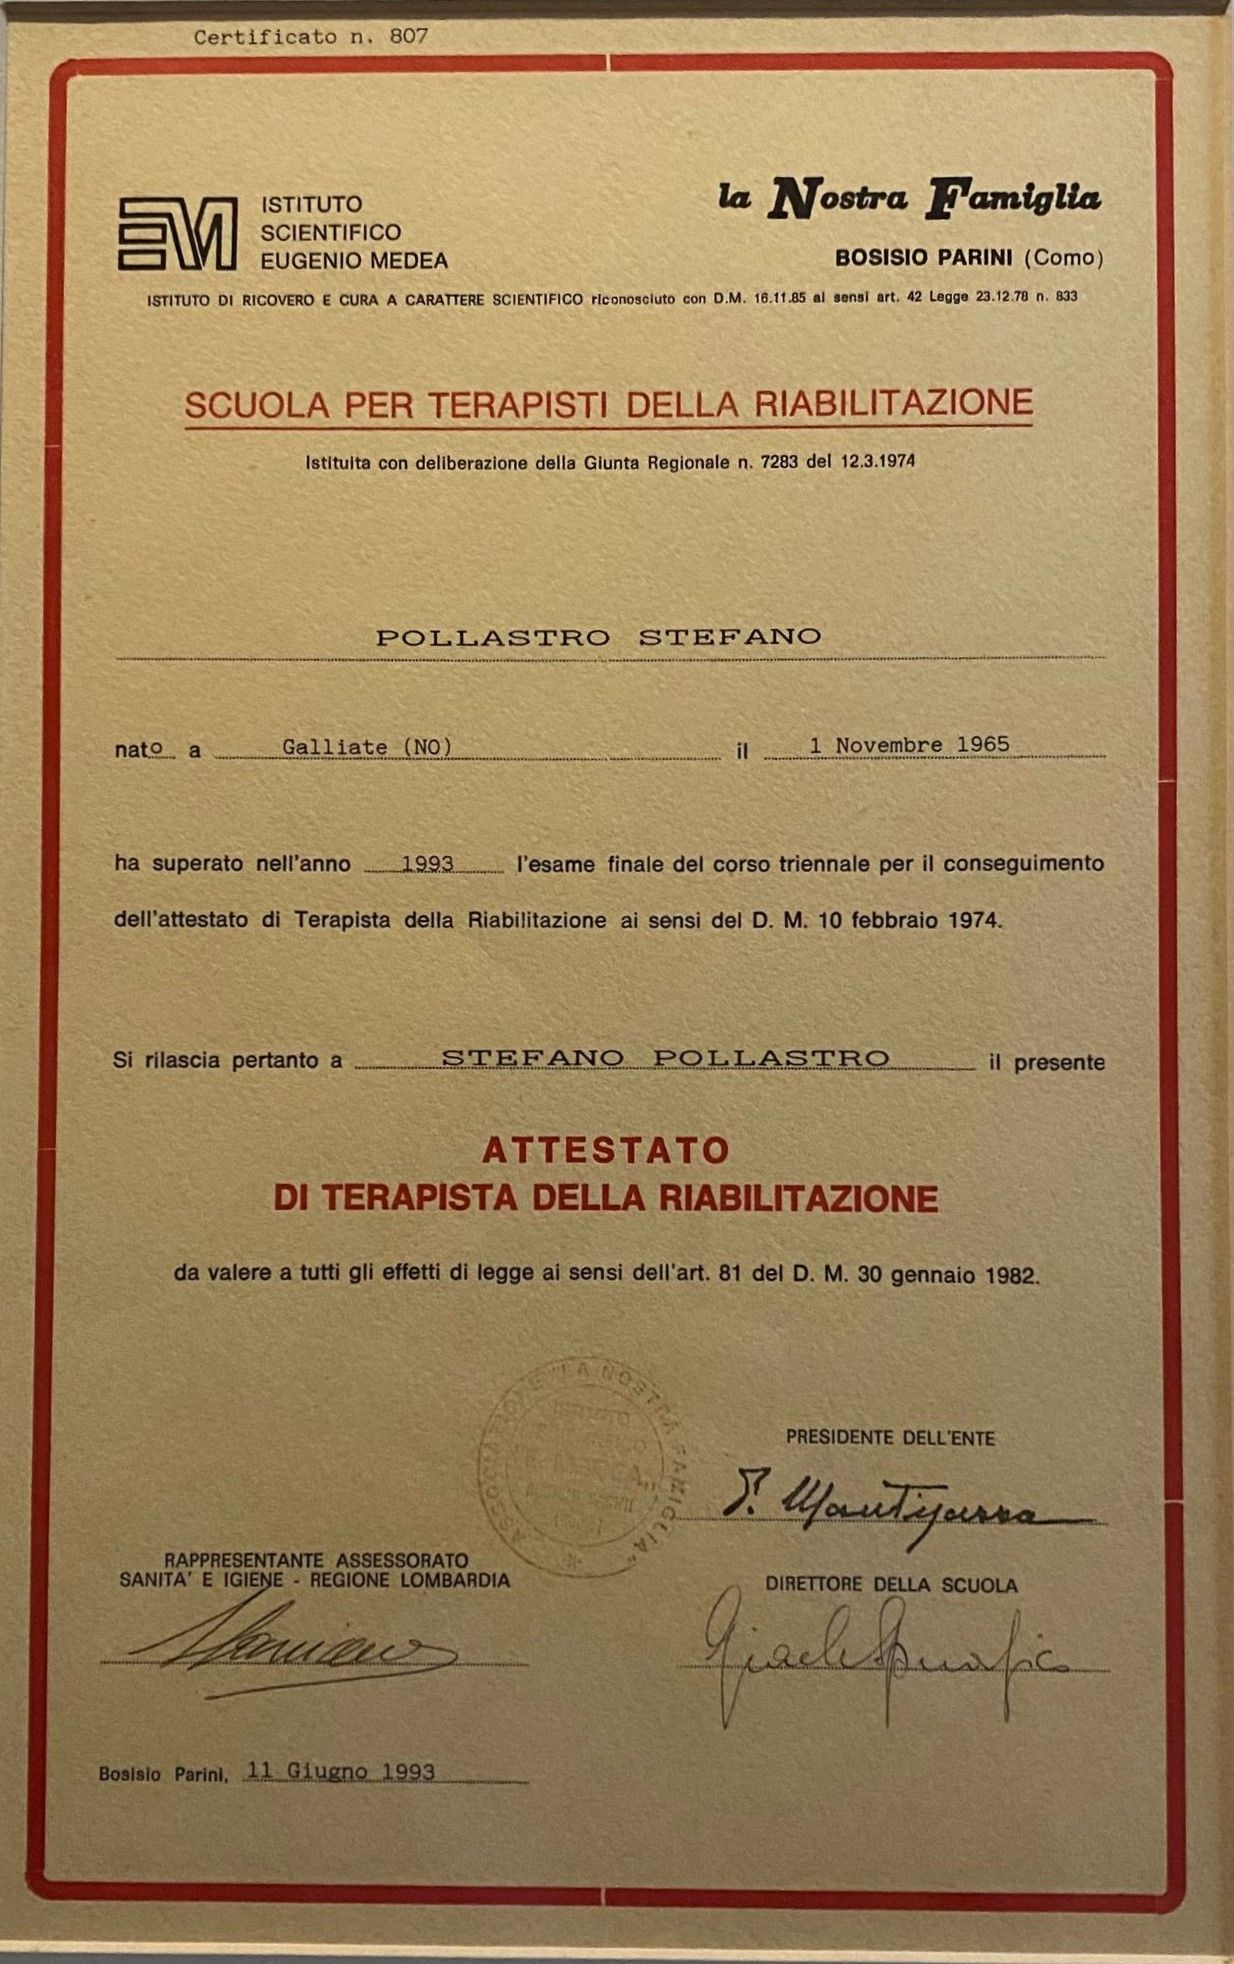 Certificato n. 807
EM
ISTITUTO
SCIENTIFICO
EUGENIO MEDEA
la Nostra Famiglia
BOSISIO PARINI (Como)
ISTITUTO DI RICOVERO E CURA A CARATTERE SCIENTIFICO riconosciuto con D.M. 16.11.85 ai sensi art. 42 Legge 23.12.78 n. 833
SCUOLA PER TERAPISTI DELLA RIABILITAZIONE
Istituita con deliberazione della Giunta Regionale n. 7283 del 12.3.1974
POLLASTRO STEFANO
nato a Galliate (NO) il 1 Novembre 1965
ha superato nell'anno 1993 l'esame finale del corso triennale per il conseguimento
dell'attestato di Terapista della Riabilitazione ai sensi del D. M. 10 febbraio 1974.
Si rilascia pertanto a STEFANO POLLASTRO il presente
ATTESTATO
DI TERAPISTA DELLA RIABILITAZIONE
da valere a tutti gli effetti di legge ai sensi dell'art. 81 del D. M. 30 gennaio 1982.
ASSOCIAZIONE "LA NOSTRA FAMIGLIA"
PRESIDENTE DELL'ENTE
RAPPRESENTANTE ASSESSORATO
SANITA' E IGIENE - REGIONE LOMBARDIA
DIRETTORE DELLA SCUOLA
Bosisio Parini, 11 Giugno 1993